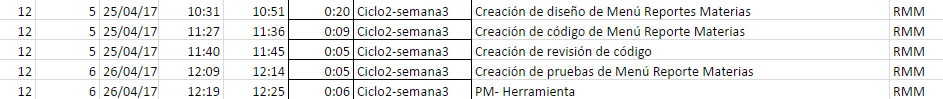 12 5 25/04/17 10:31 10:51 0:20 Ciclo2-semana3 Creación de diseño de Menú Reportes Materias RMM
12 5 25/04/17 11:27 11:36 0:09 Ciclo2-semana3 Creación de código de Menú Reporte Materias RMM
12 5 25/04/17 11:40 11:45 0:05 Ciclo2-semana3 Creación de revisión de código RMM
12 6 26/04/17 12:09 12:14 0:05 Ciclo2-semana3 Creación de pruebas de Menú Reporte Materias RMM
12 6 26/04/17 12:19 12:25 0:06 Ciclo2-semana3 PM- Herramienta RMM